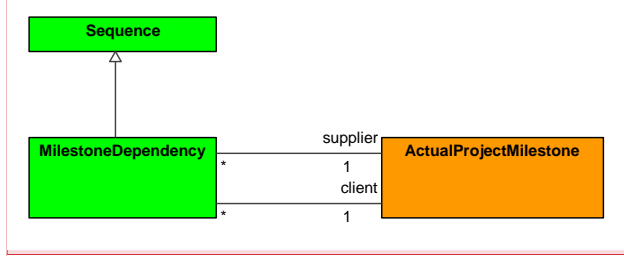 Sequence
supplier
MilestoneDependency
ActualProjectMilestone
* 1
client
* 1